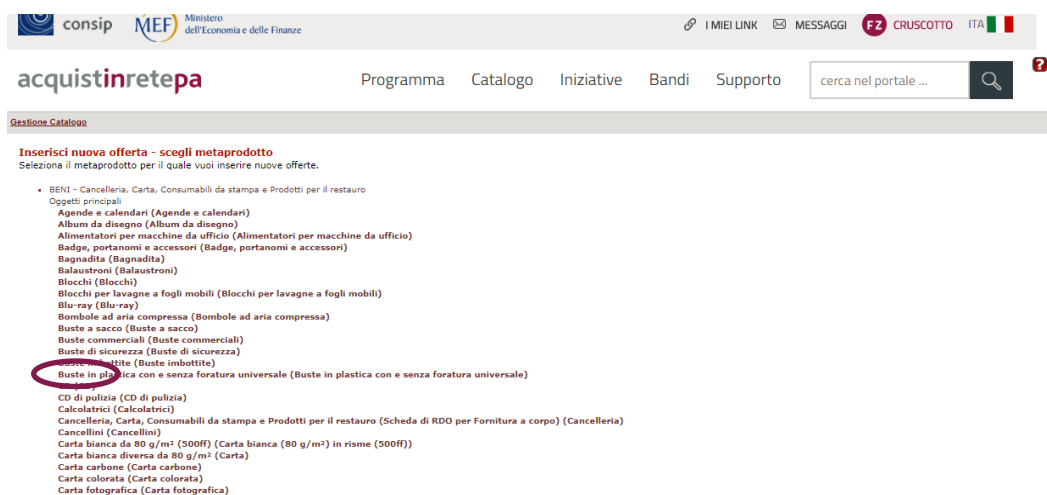 consip MEF Ministero dell'Economia e delle Finanze I MIEI LINK MESSAGGI FZ CRUSCOTTO ITA
acquistinretepa Programma Catalogo Iniziative Bandi Supporto cerca nel portale ... ?
Gestione Catalogo
Inserisci nuova offerta - scegli metaprodotto
Seleziona il metaprodotto per il quale vuoi inserire nuove offerte.
BENI - Cancelleria, Carta, Consumabili da stampa e Prodotti per il restauro
Oggetti principali
Agende e calendari (Agende e calendari)
Album da disegno (Album da disegno)
Alimentatori per macchine da ufficio (Alimentatori per macchine da ufficio)
Badge, portanomi e accessori (Badge, portanomi e accessori)
Bagnadita (Bagnadita)
Balaustroni (Balaustroni)
Blocchi (Blocchi)
Blocchi per lavagne a fogli mobili (Blocchi per lavagne a fogli mobili)
Blu-ray (Blu-ray)
Bombole ad aria compressa (Bombole ad aria compressa)
Buste a sacco (Buste a sacco)
Buste commerciali (Buste commerciali)
Buste di sicurezza (Buste di sicurezza)
Buste imbottite (Buste imbottite)
Buste in plastica con e senza foratura universale (Buste in plastica con e senza foratura universale)
CD di pulizia (CD di pulizia)
Calcolatrici (Calcolatrici)
Cancelleria, Carta, Consumabili da stampa e Prodotti per il restauro (Scheda di RDO per Fornitura a corpo) (Cancelleria)
Cancellini (Cancellini)
Carta bianca da 80 g/m² (500ff) (Carta bianca (80 g/m²) in risme (500ff))
Carta bianca diversa da 80 g/m² (Carta)
Carta carbone (Carta carbone)
Carta colorata (Carta colorata)
Carta fotografica (Carta fotografica)